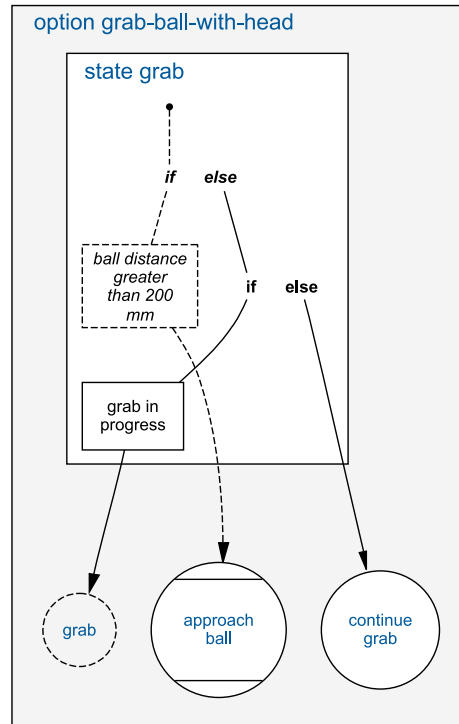 option grab-ball-with-head
state grab
if else
ball distance
greater
than 200
mm
if else
grab in
progress
grab
approach
ball
continue
grab